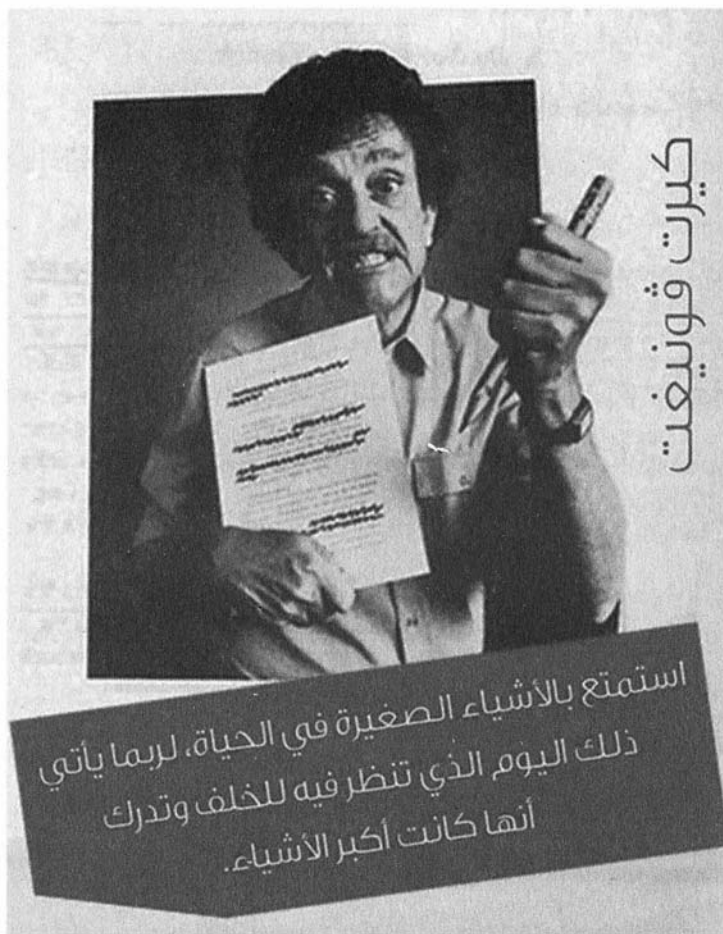 كيرت ڤونيغت
استمتع بالأشياء الصغيرة في الحياة، لربما يأتي
ذلك اليوم الذي تنظر فيه للخلف وتدرك
أنها كانت أكبر الأشياء.